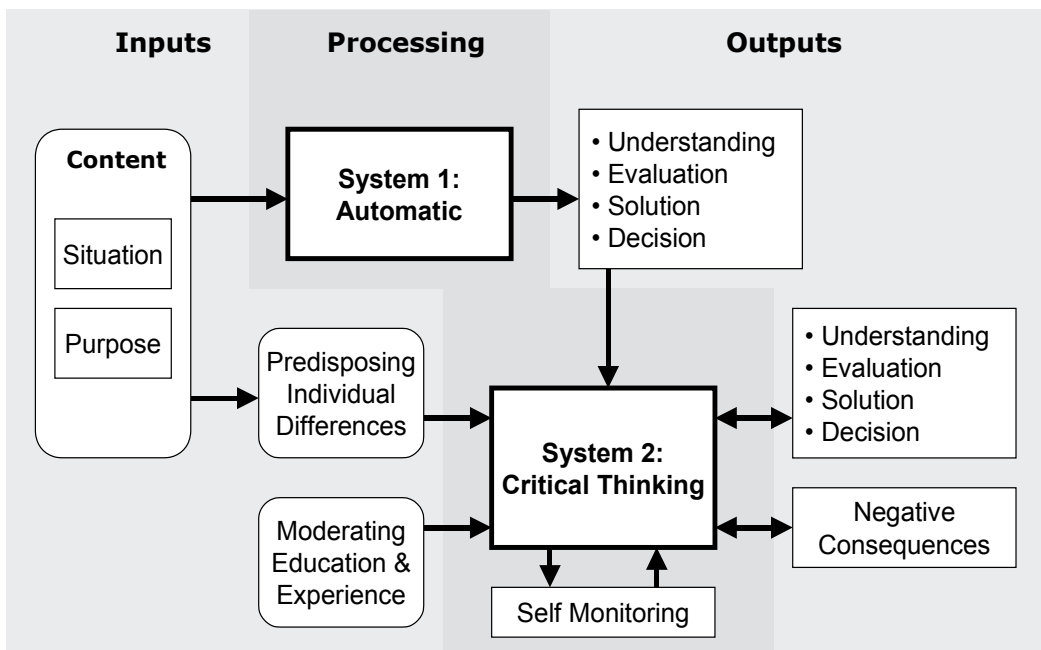 Inputs
Processing
Outputs
Content
Situation
Purpose
System 1:
Automatic
• Understanding
• Evaluation
• Solution
• Decision
Predisposing
Individual
Differences
Moderating
Education &
Experience
System 2:
Critical Thinking
Self Monitoring
• Understanding
• Evaluation
• Solution
• Decision
Negative
Consequences